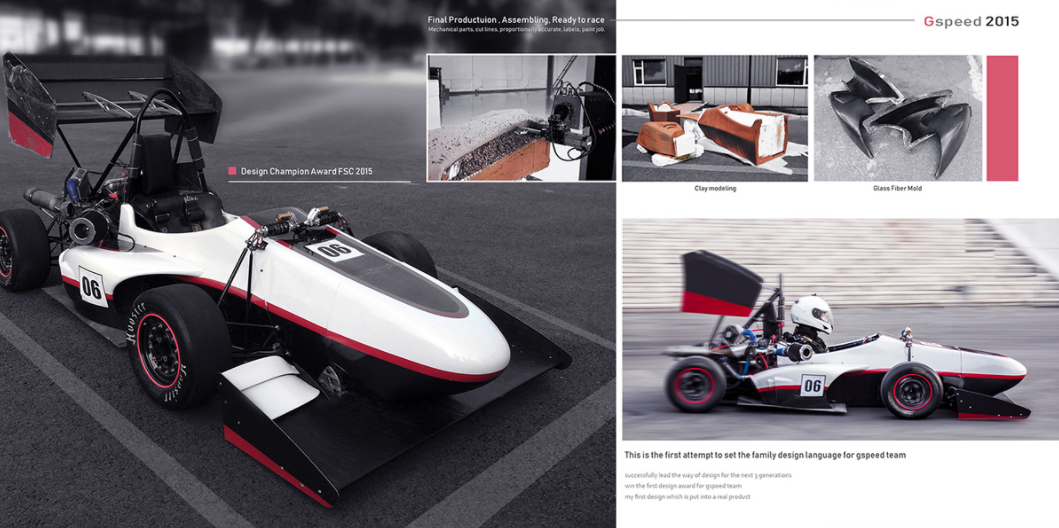 Final Productuion , Assembling, Ready to race
Mechanical parts, cutlines, proportionally accurate, labels, paint job.
Gspeed 2015
Design Champion Award FSC 2015
Clay modeling
Glass Fiber Mold
06
06
Hoosier
Hoosier
06
This is the first attempt to set the family design language for gspeed team
successfully lead the way of design for the next 3 generations
win the first design award for gspeed team
my first design which is put into a real product